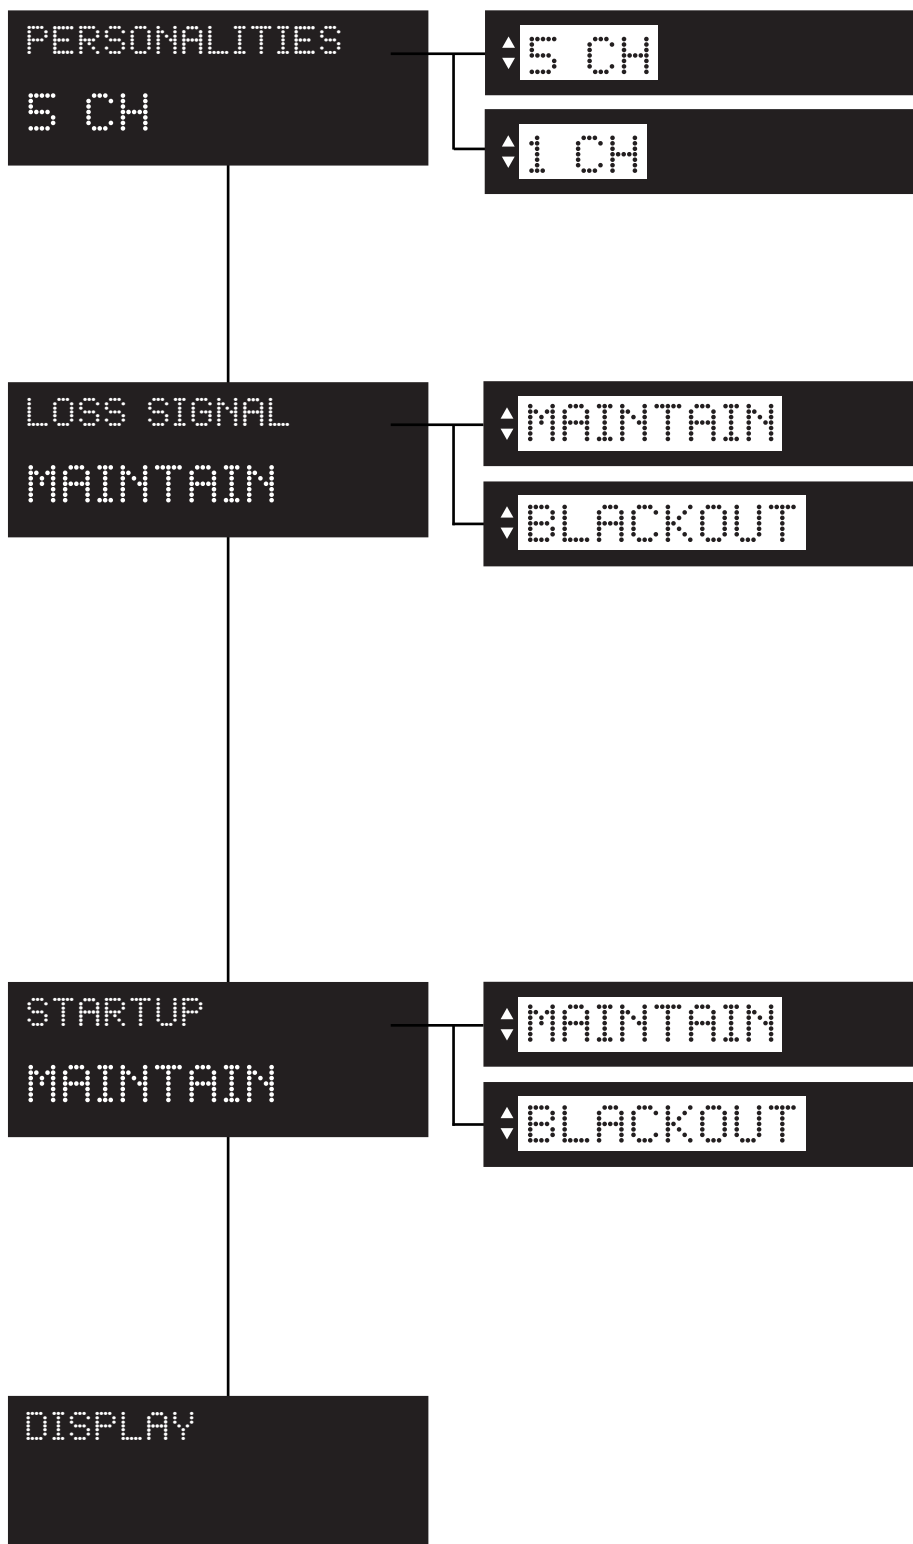 PERSONALITIES
5 CH
5 CH
1 CH
LOSS SIGNAL
MAINTAIN
MAINTAIN
BLACKOUT
STARTUP
MAINTAIN
MAINTAIN
BLACKOUT
DISPLAY